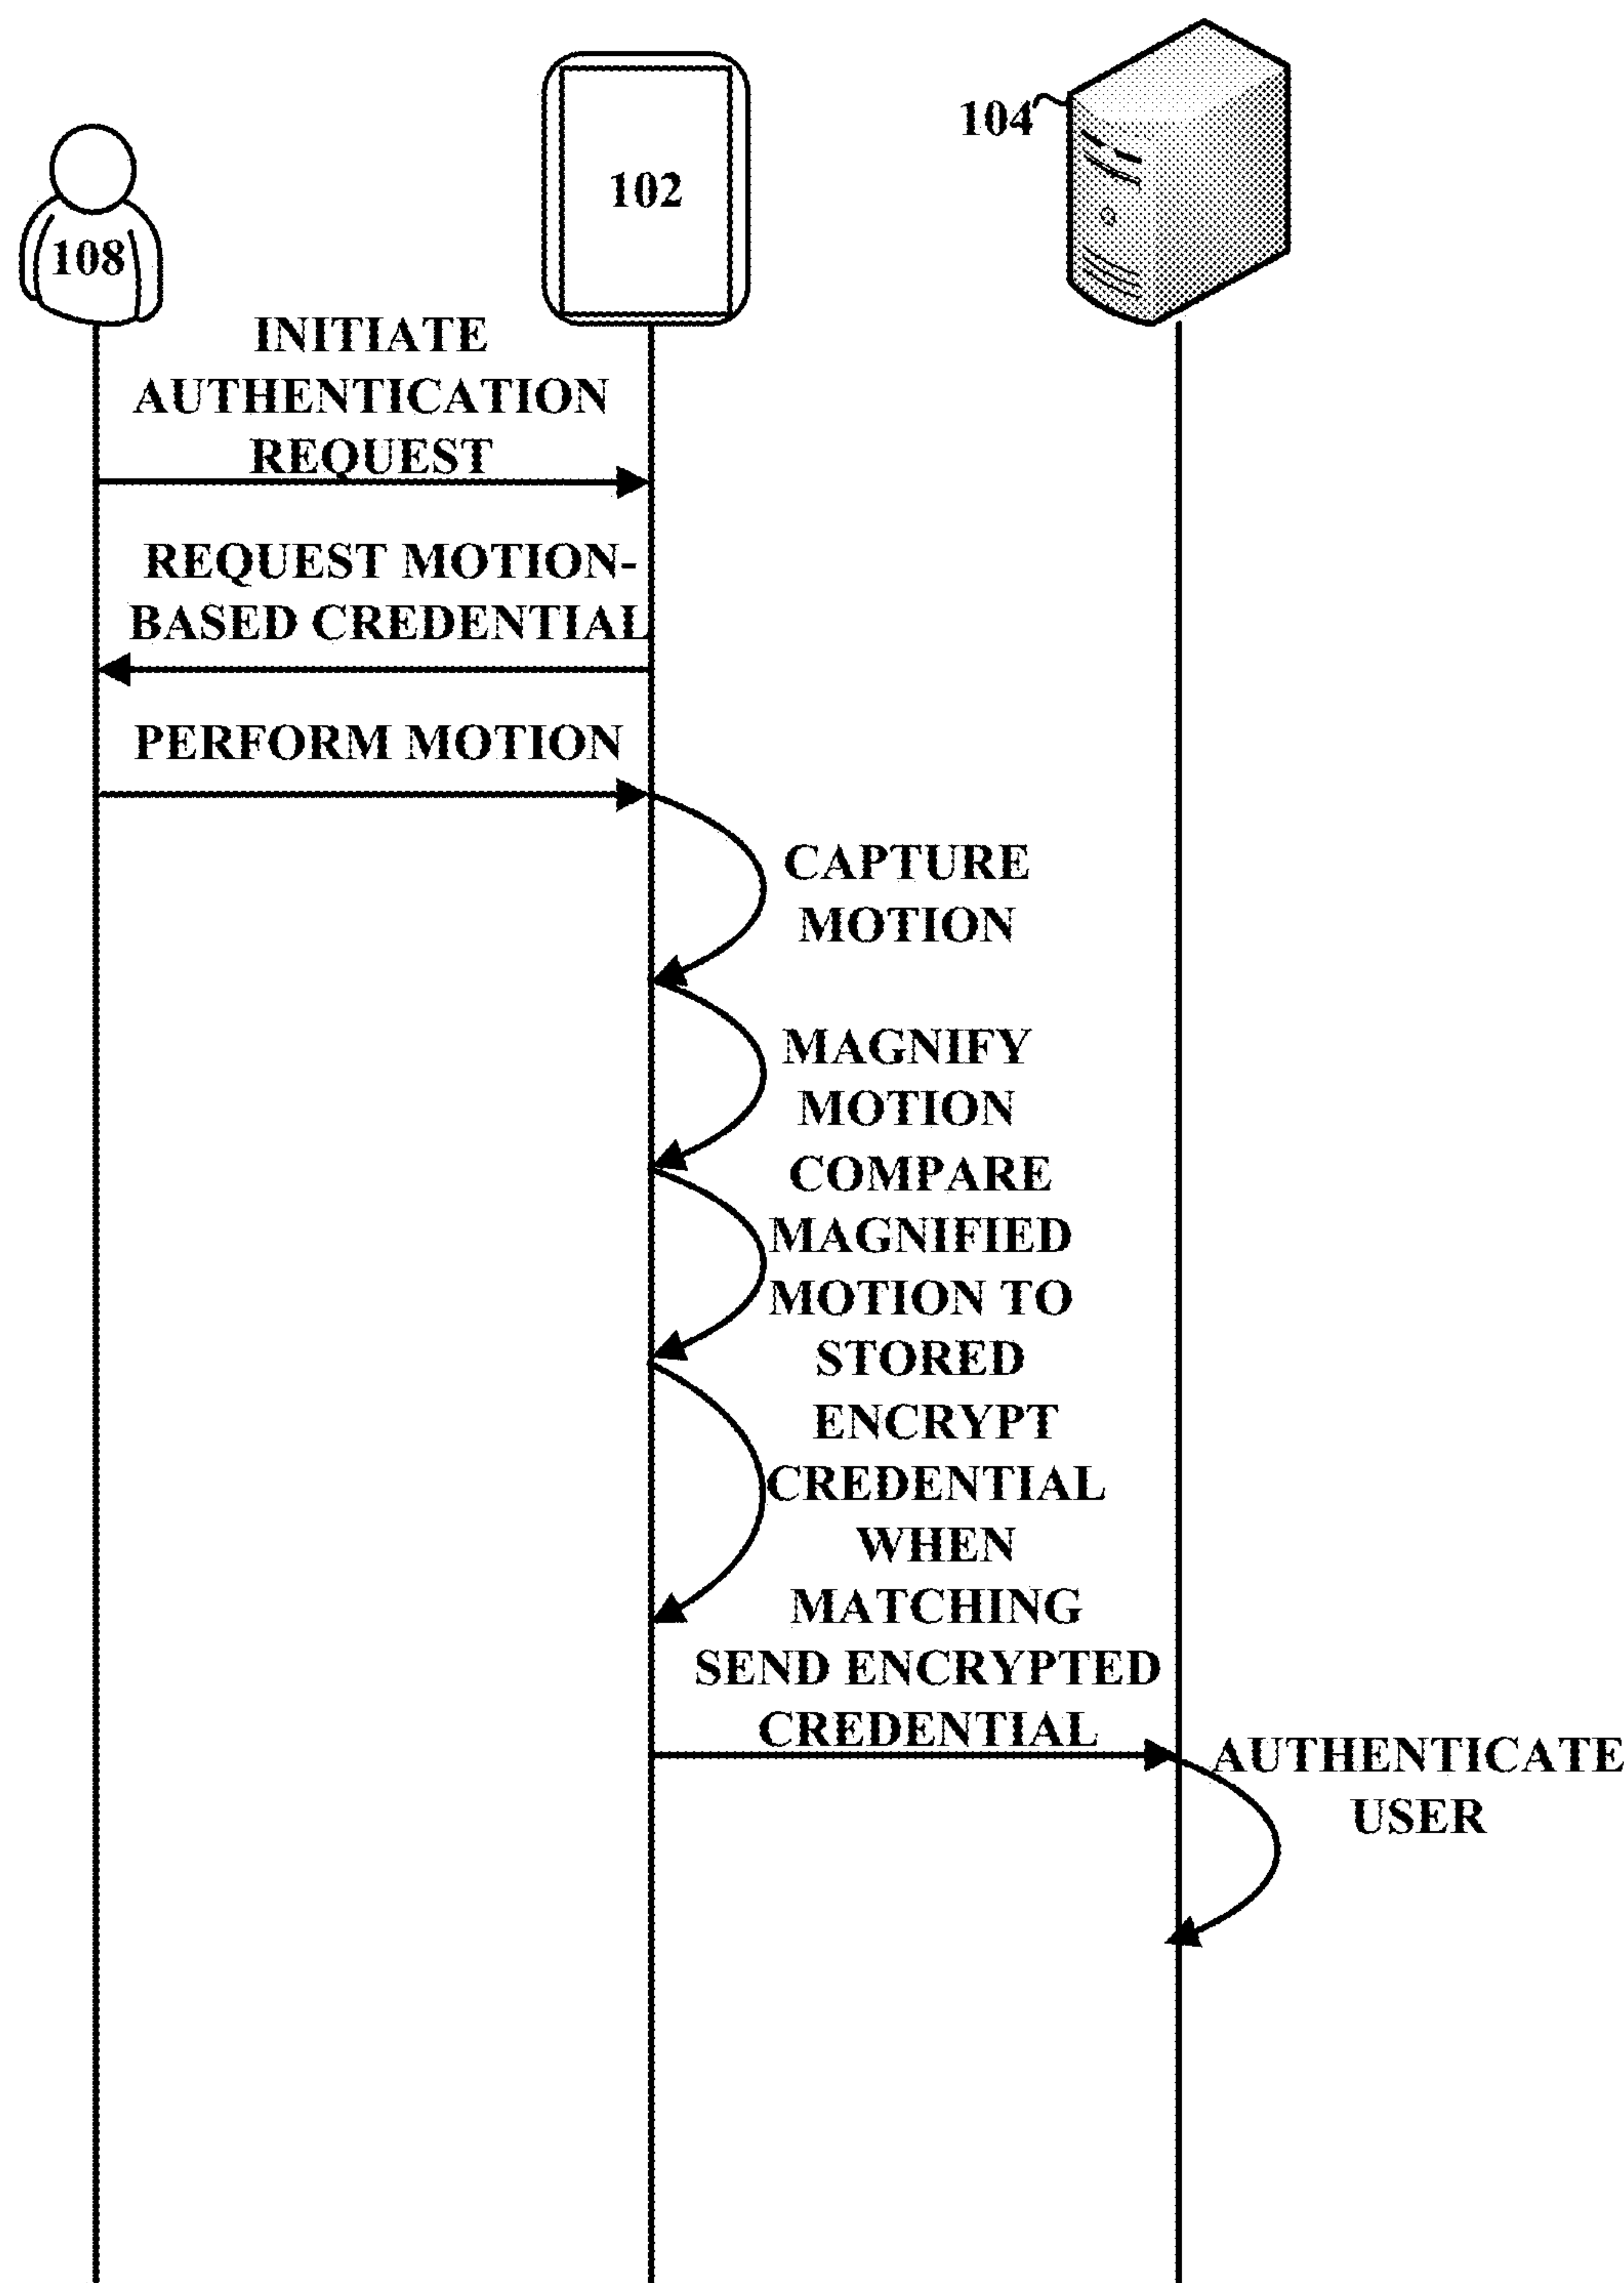 104
102
108
INITIATE
AUTHENTICATION
REQUEST
REQUEST MOTION-
BASED CREDENTIAL
PERFORM MOTION
CAPTURE
MOTION
MAGNIFY
MOTION
COMPARE
MAGNIFIED
MOTION TO
STORED
ENCRYPT
CREDENTIAL
WHEN
MATCHING
SEND ENCRYPTED
CREDENTIAL
AUTHENTICATE
USER